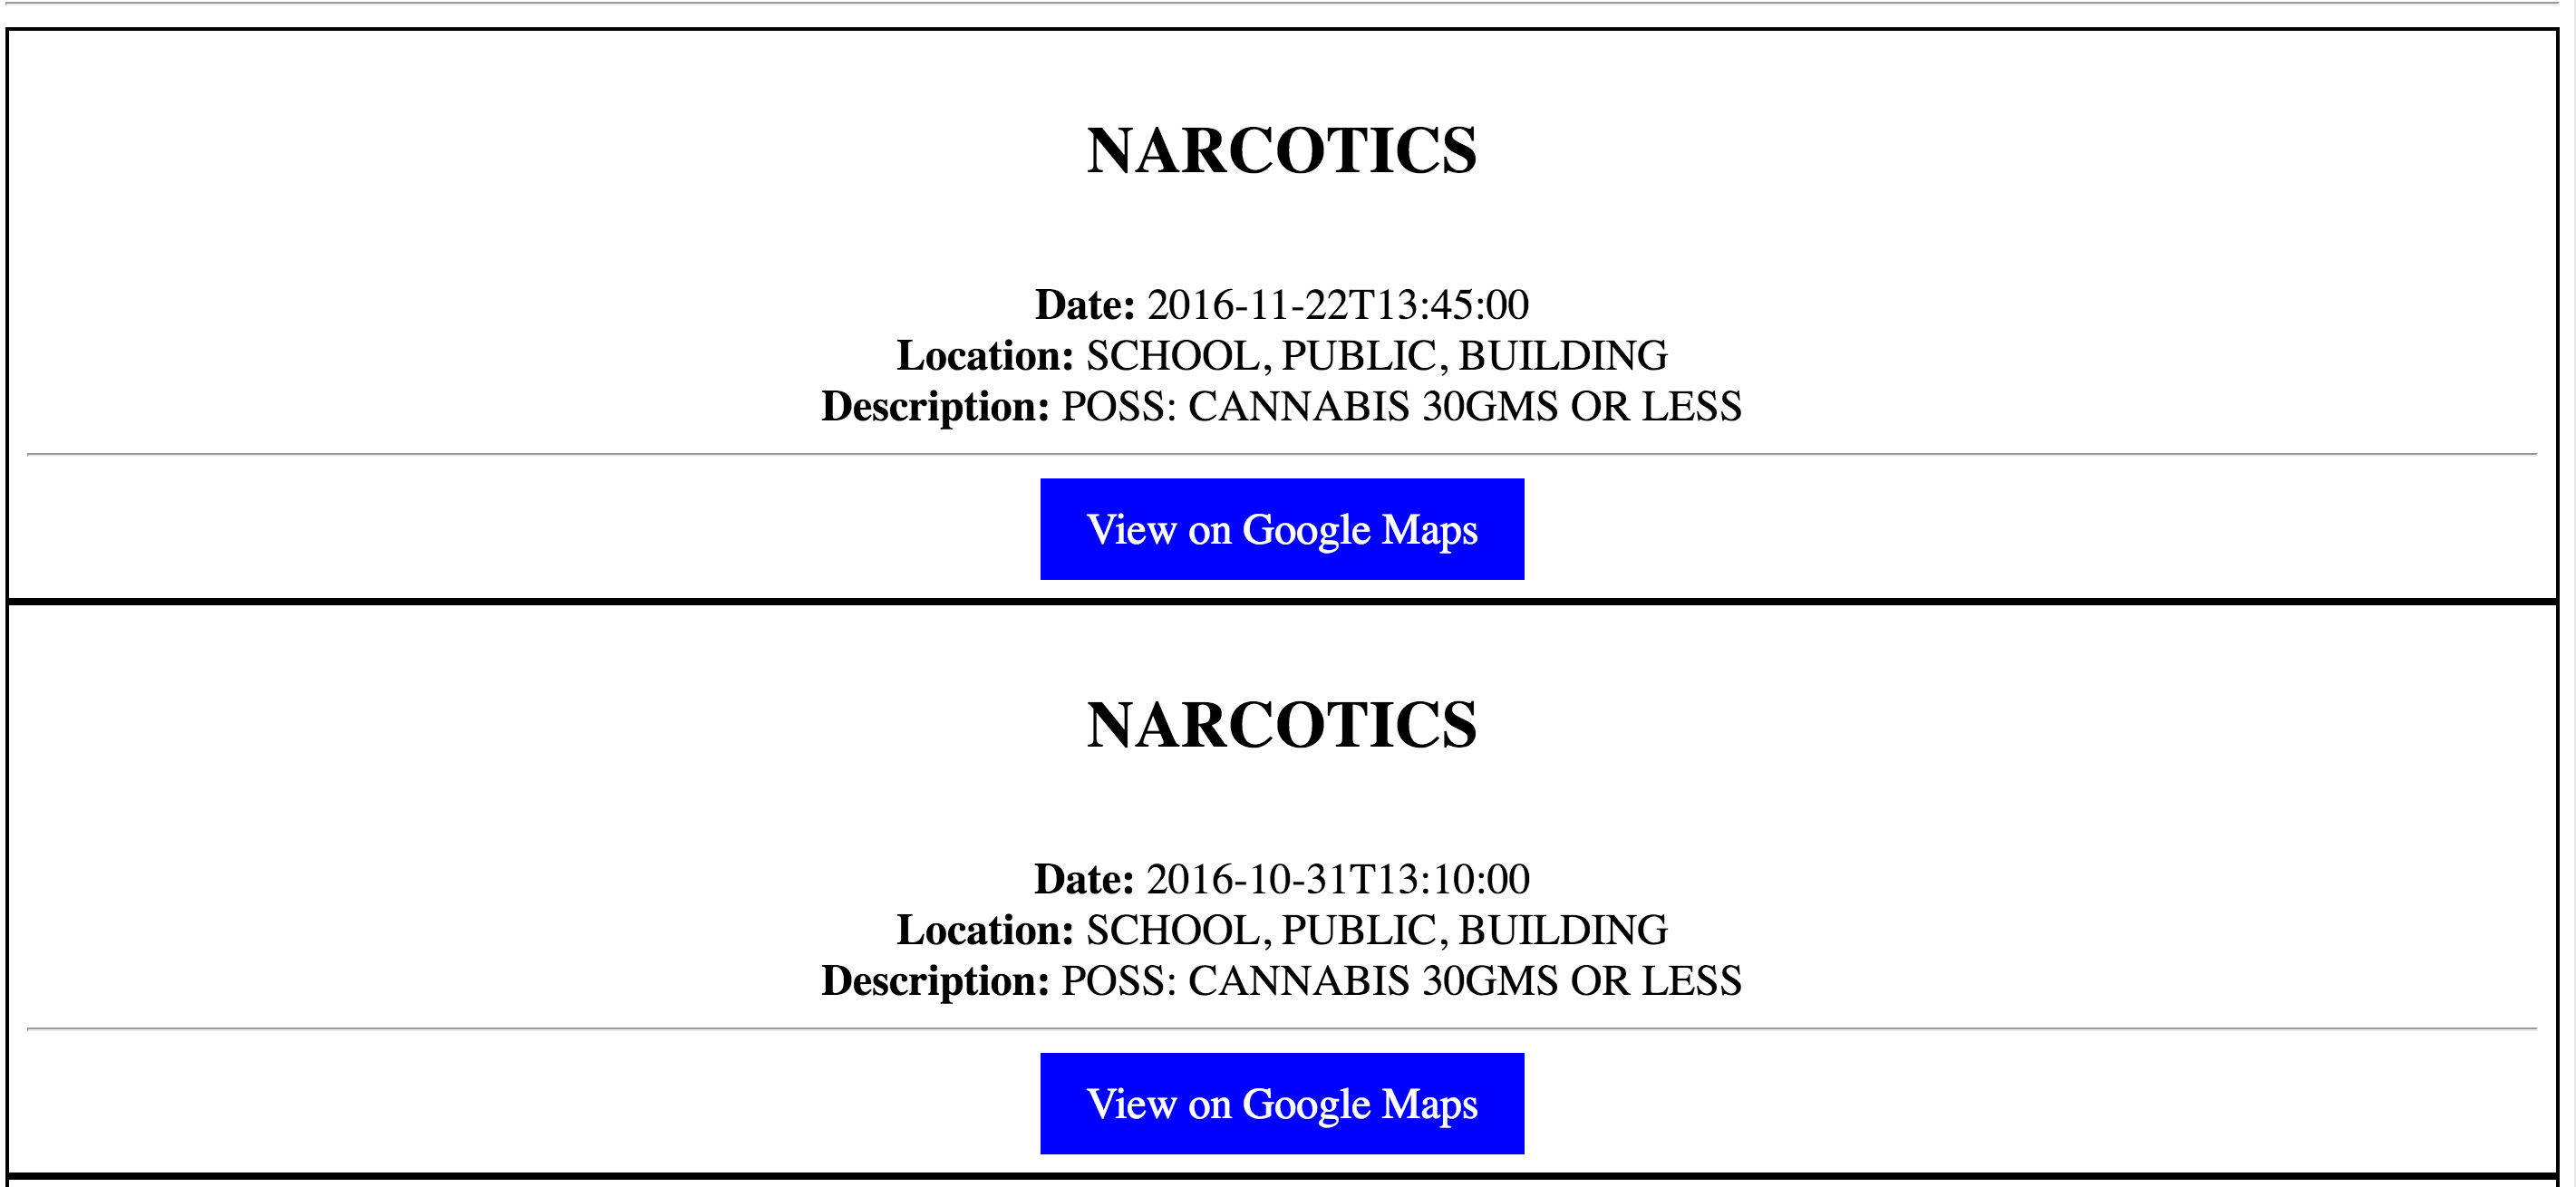 NARCOTICS
Date: 2016-11-22T13:45:00
Location: SCHOOL, PUBLIC, BUILDING
Description: POSS: CANNABIS 30GMS OR LESS
View on Google Maps
NARCOTICS
Date: 2016-10-31T13:10:00
Location: SCHOOL, PUBLIC, BUILDING
Description: POSS: CANNABIS 30GMS OR LESS
View on Google Maps